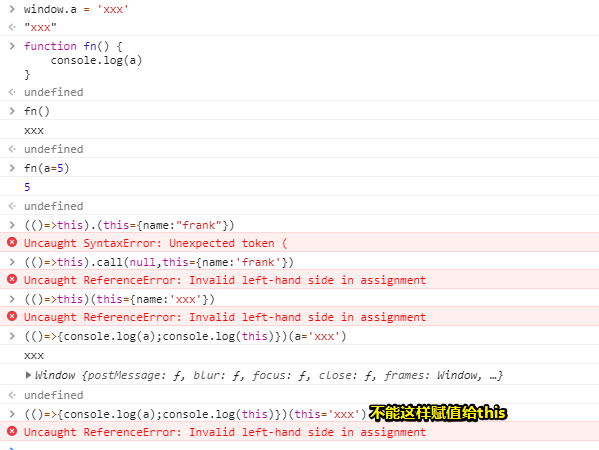 window.a = 'xxx'
"xxx"
function fn() {
    console.log(a)
}
undefined
fn()
xxx
undefined
fn(a=5)
5
undefined
(()=>this).(this={name:"frank"})
Uncaught SyntaxError: Unexpected token (
(()=>this).call(null,this={name:'frank'})
Uncaught ReferenceError: Invalid left-hand side in assignment
(()=>this)(this={name:'xxx'})
Uncaught ReferenceError: Invalid left-hand side in assignment
(()=>{console.log(a);console.log(this)})(a='xxx')
xxx
Window {postMessage: ƒ, blur: ƒ, focus: ƒ, close: ƒ, frames: Window, …}
undefined
(()=>{console.log(a);console.log(this)})(this='xxx') 不能这样赋值给this
Uncaught ReferenceError: Invalid left-hand side in assignment